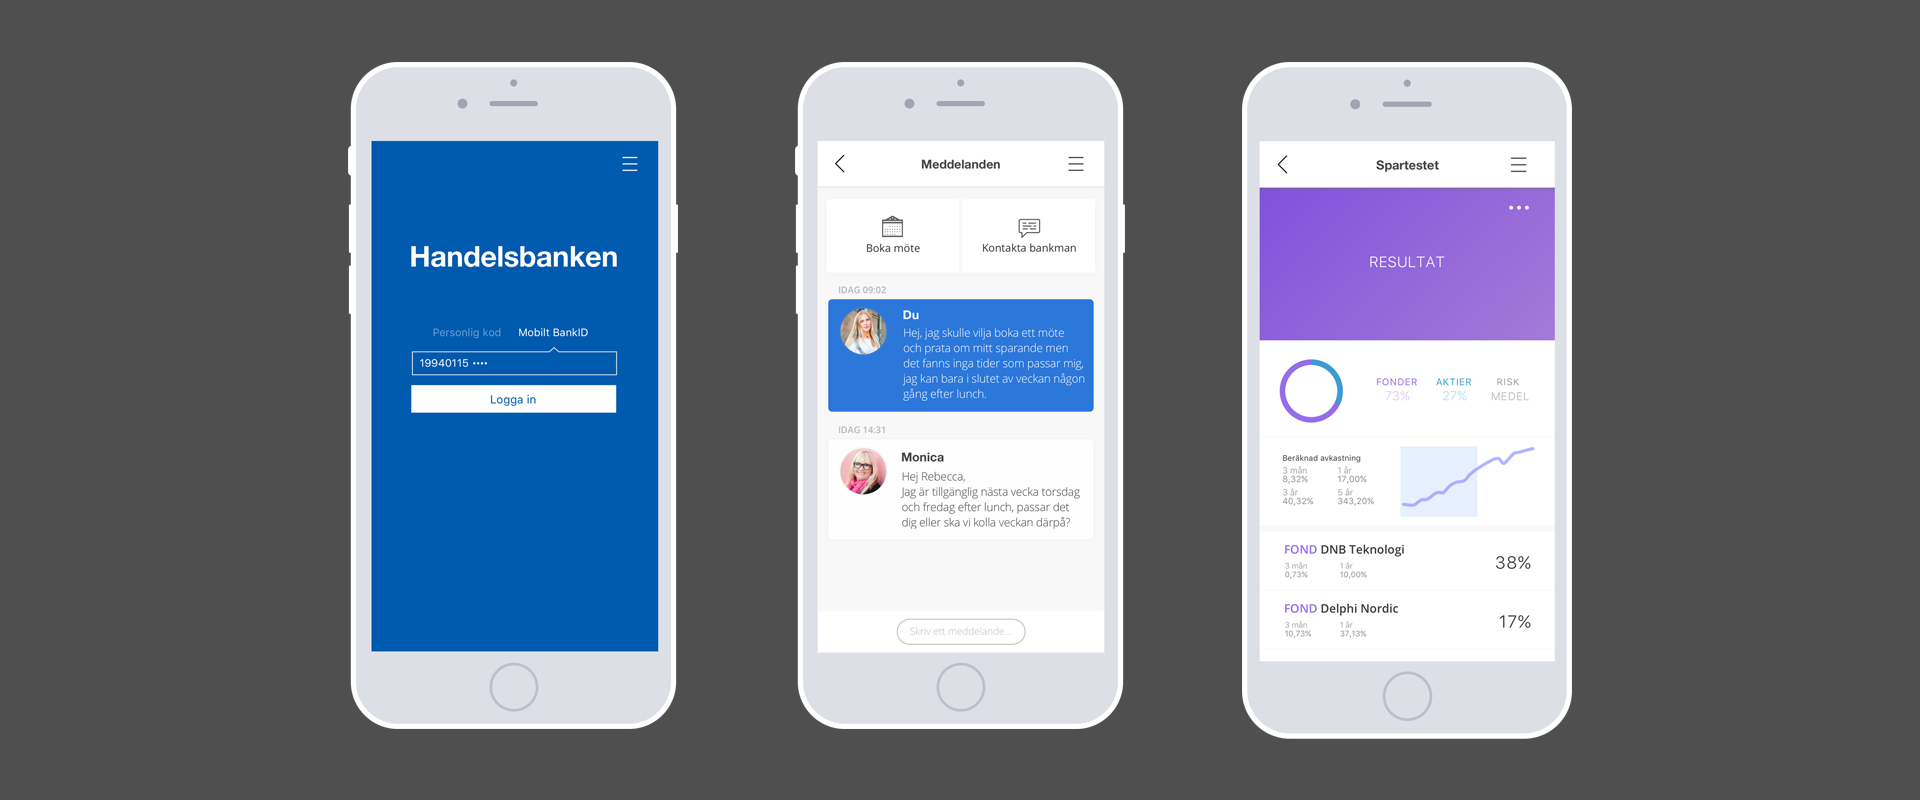 Handelsbanken
Personlig kod Mobilt BankID
19940115 ••••
Logga in
Meddelanden
Boka möte Kontakta bankman
IDAG 09:02
Du
Hej, jag skulle vilja boka ett möte
och prata om mitt sparande men
det fanns inga tider som passar mig,
jag kan bara i slutet av veckan någon
gång efter lunch.
IDAG 14:31
Monica
Hej Rebecca,
Jag är tillgänglig nästa vecka torsdag
och fredag efter lunch, passar det
dig eller ska vi kolla veckan därpå?
Skriv ett meddelande...
Spartestet
RESULTAT
FONDER AKTIER RISK
73% 27% MEDEL
Beräknad avkastning
3 mån 1 år
8,32% 17,00%
3 år 5 år
40,32% 343,20%
FOND DNB Teknologi
38%
3 mån 1 år
0,73% 10,00%
FOND Delphi Nordic
17%
3 mån 1 år
10,73% 37,13%